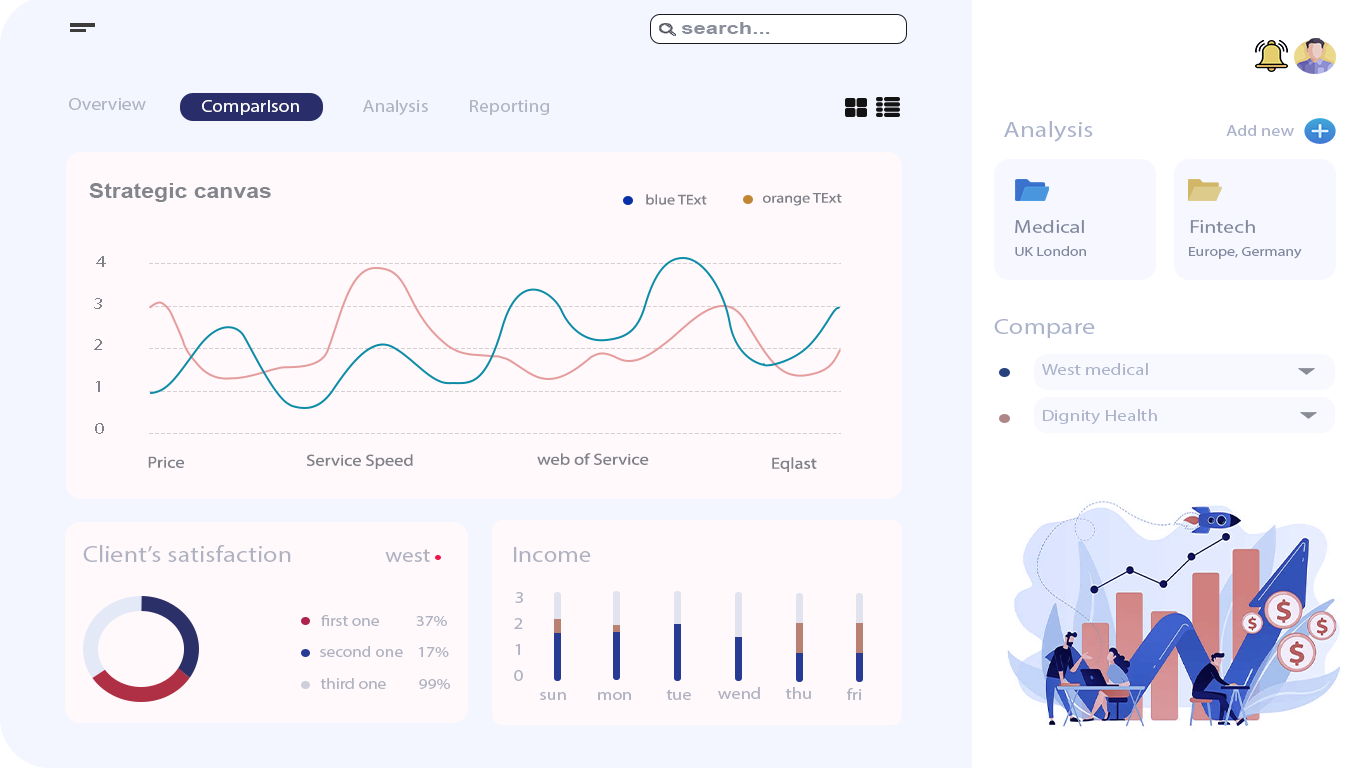 search...
Overview
Comparison
Analysis
Reporting
Strategic canvas
blue TExt
orange TExt
4
3
2
1
0
Price
Service Speed
web of Service
Eqlast
Client's satisfaction
west
first one 37%
second one 17%
third one 99%
Income
3
2
1
0
sun
mon
tue
wend
thu
fri
Analysis
Add new
Medical
UK London
Fintech
Europe, Germany
Compare
West medical
Dignity Health
$
$
$
$